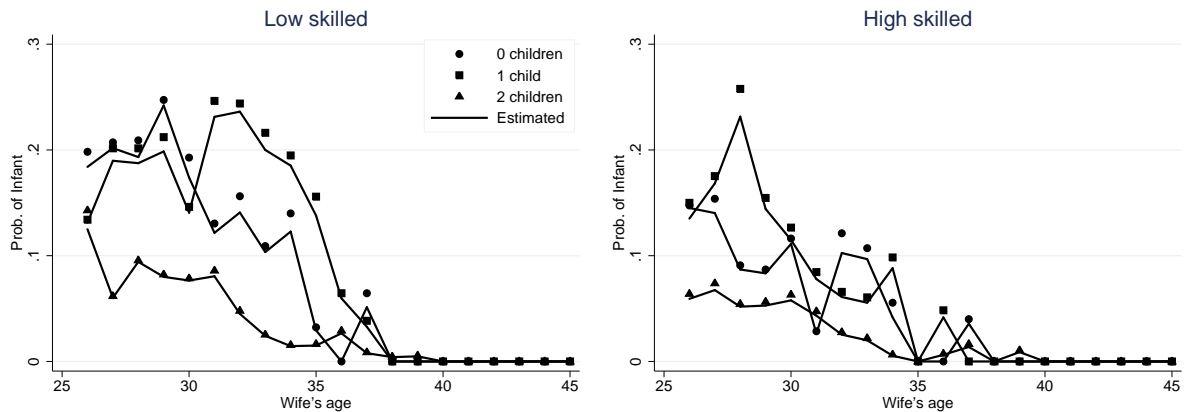 Low skilled
Prob. of Infant
.3
.2
.1
0
0 children
1 child
2 children
Estimated
25
30
35
40
45
Wife's age
High skilled
Prob. of Infant
.3
.2
.1
0
25
30
35
40
45
Wife's age